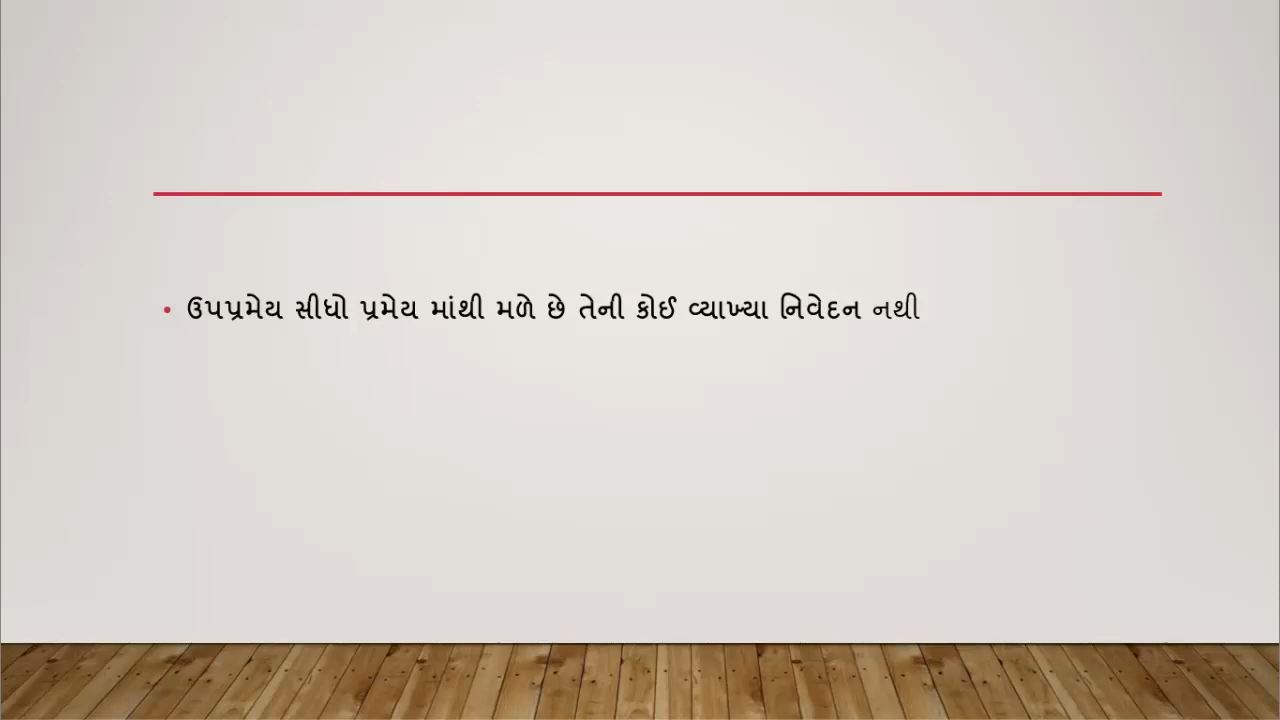 • ઉપપ્રમેય સીધો પ્રમેય માંથી મળે છે તેની કોઈ વ્યાખ્યા નિવેદન નથી